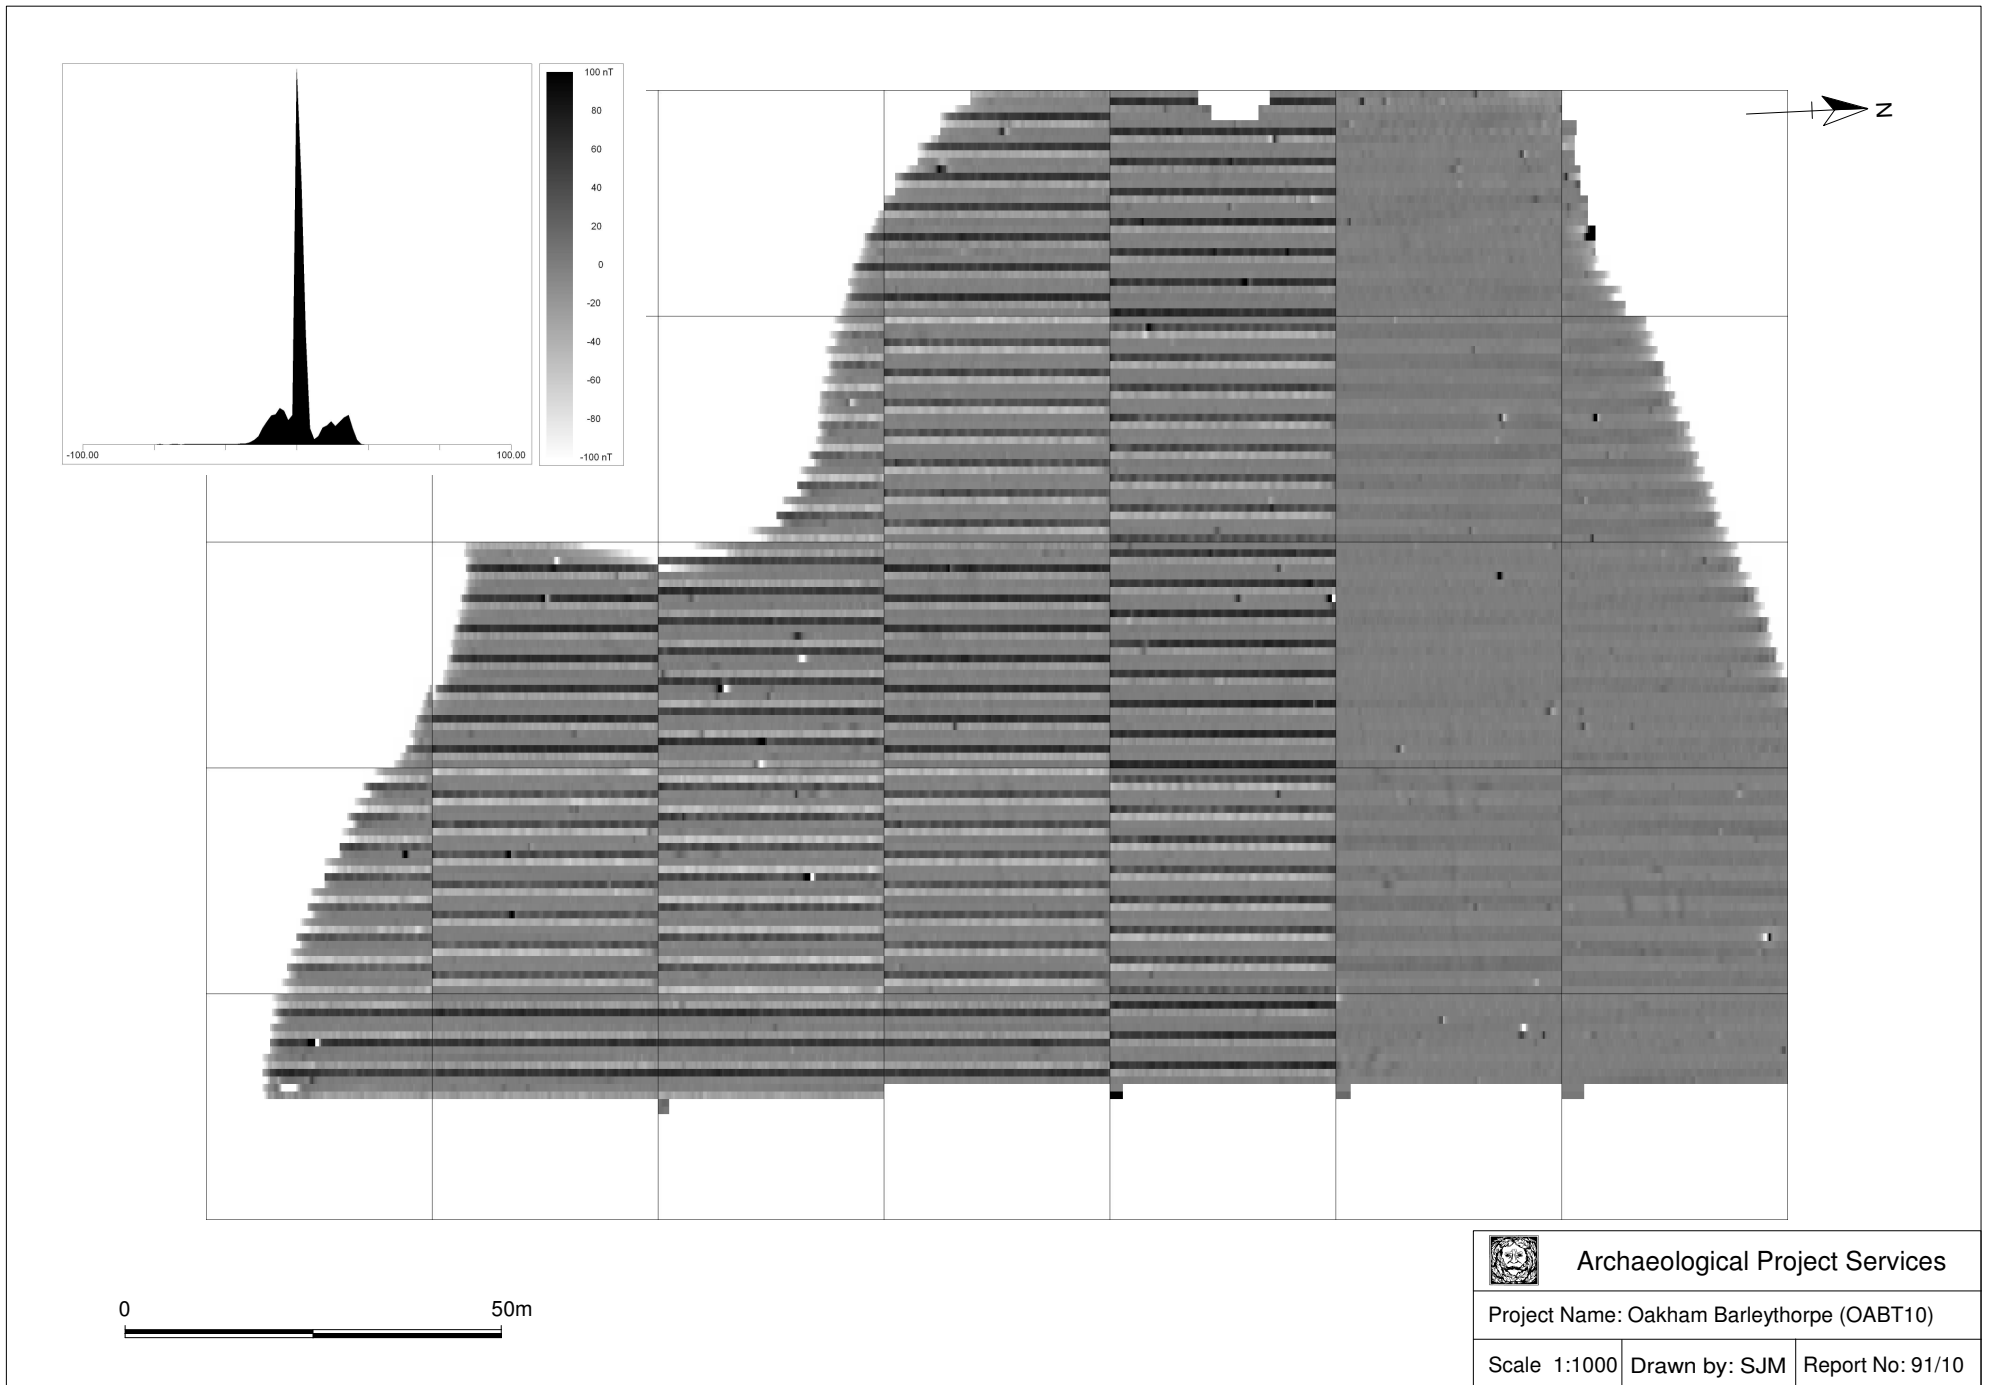 100 nT
80
60
40
20
0
-20
-40
-60
-80
-100 nT
-100.00 100.00
N
0 50m
Archaeological Project Services
Project Name: Oakham Barleythorpe (OABT10)
Scale 1:1000 Drawn by: SJM Report No: 91/10